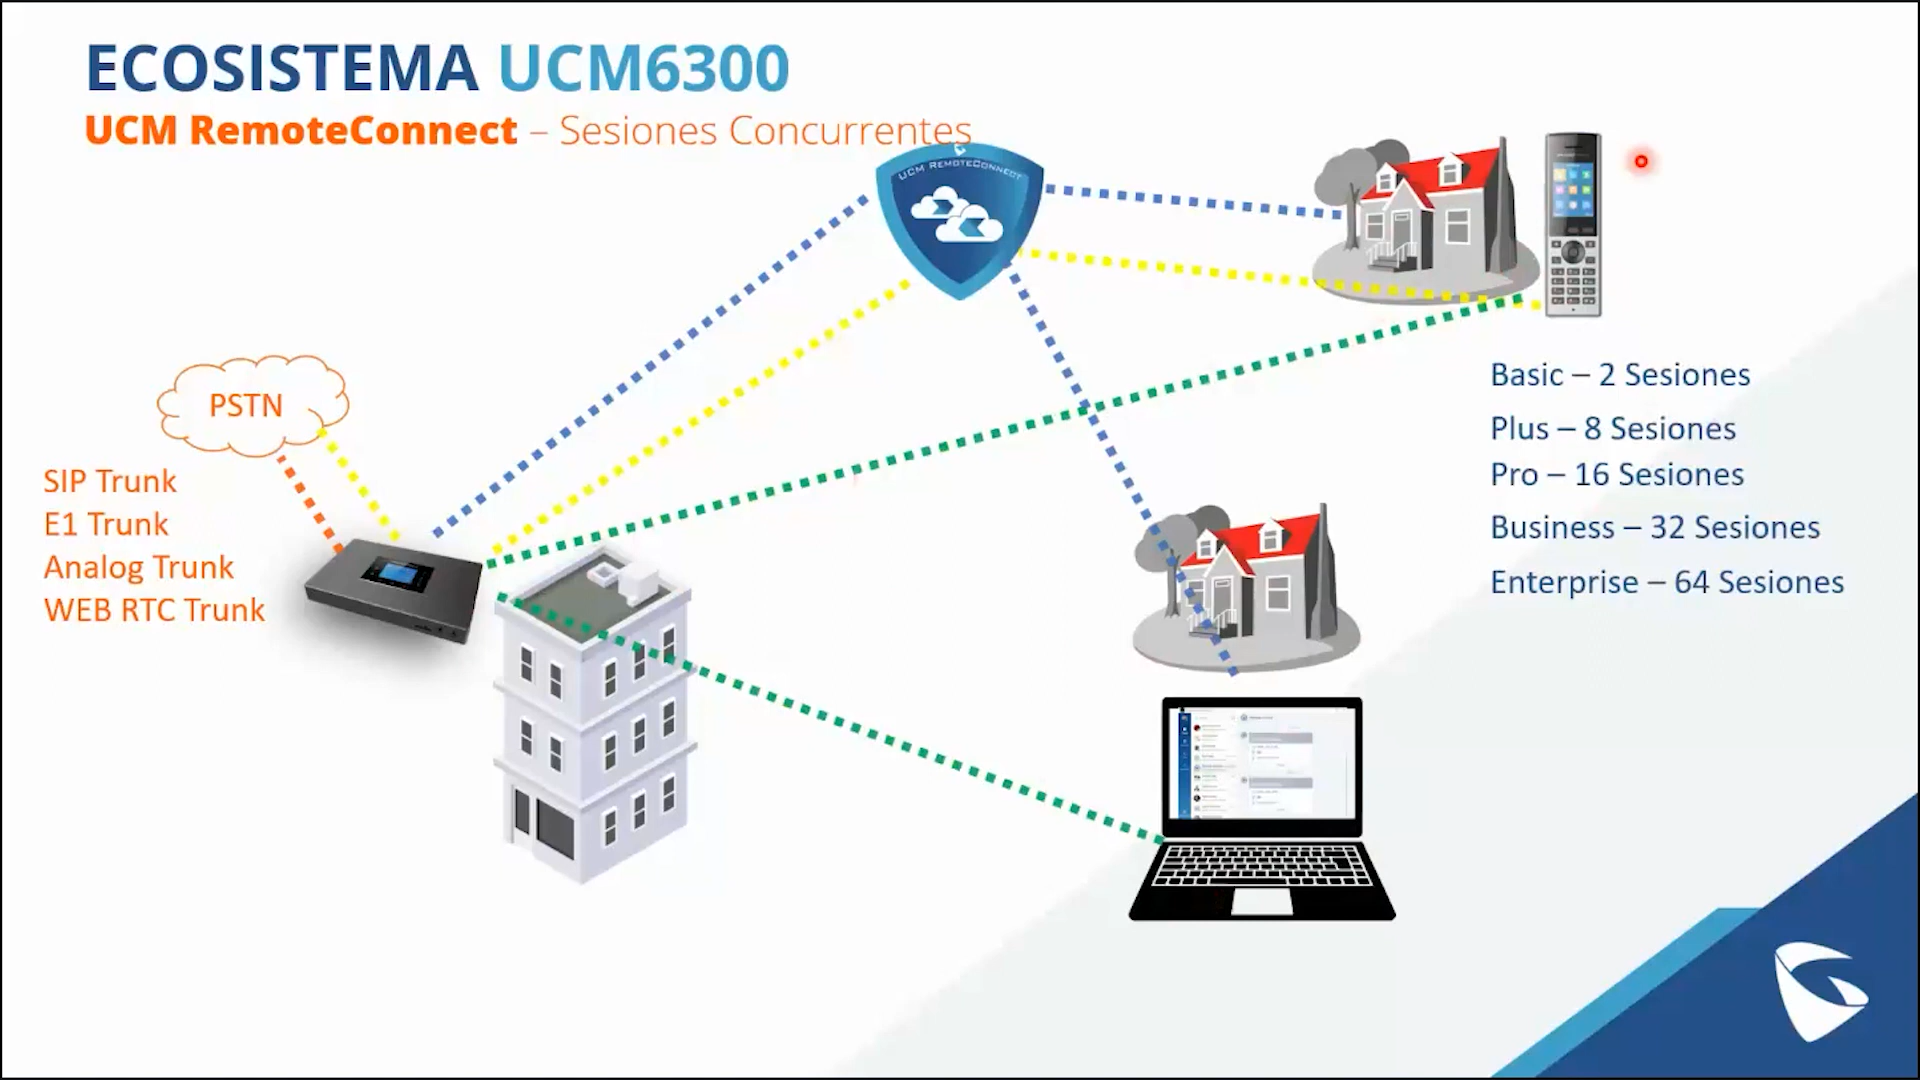 ECOSISTEMA UCM6300
UCM RemoteConnect – Sesiones Concurrentes
UCM REMOTECONNECT
PSTN
SIP Trunk
E1 Trunk
Analog Trunk
WEB RTC Trunk
Basic – 2 Sesiones
Plus – 8 Sesiones
Pro – 16 Sesiones
Business – 32 Sesiones
Enterprise – 64 Sesiones